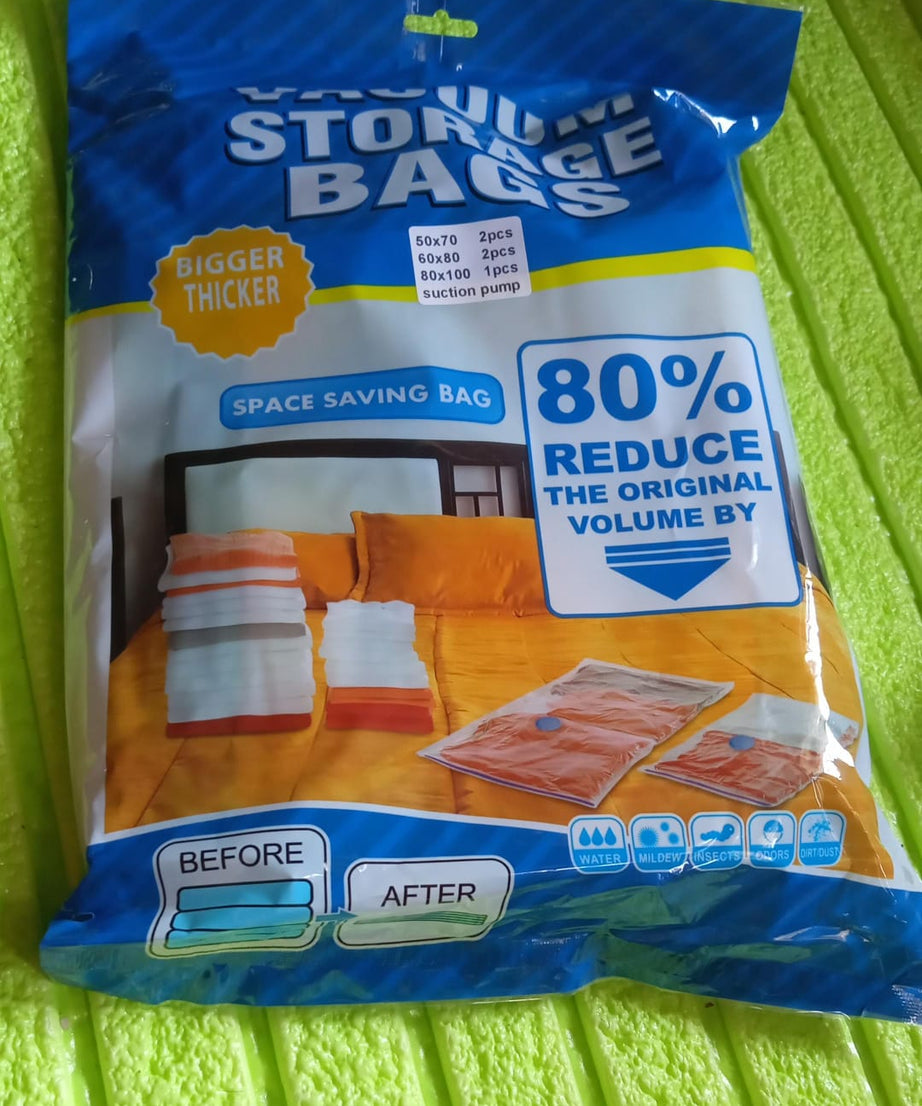 VACUUM
STORAGE
BAGS
BIGGER
THICKER
50x70 2pcs
60x80 2pcs
80x100 1pcs
suction pump
SPACE SAVING BAG
80%
REDUCE
THE ORIGINAL
VOLUME BY
WATER
MILDEW
INSECTS
ODORS
DIRT/DUST
BEFORE
AFTER